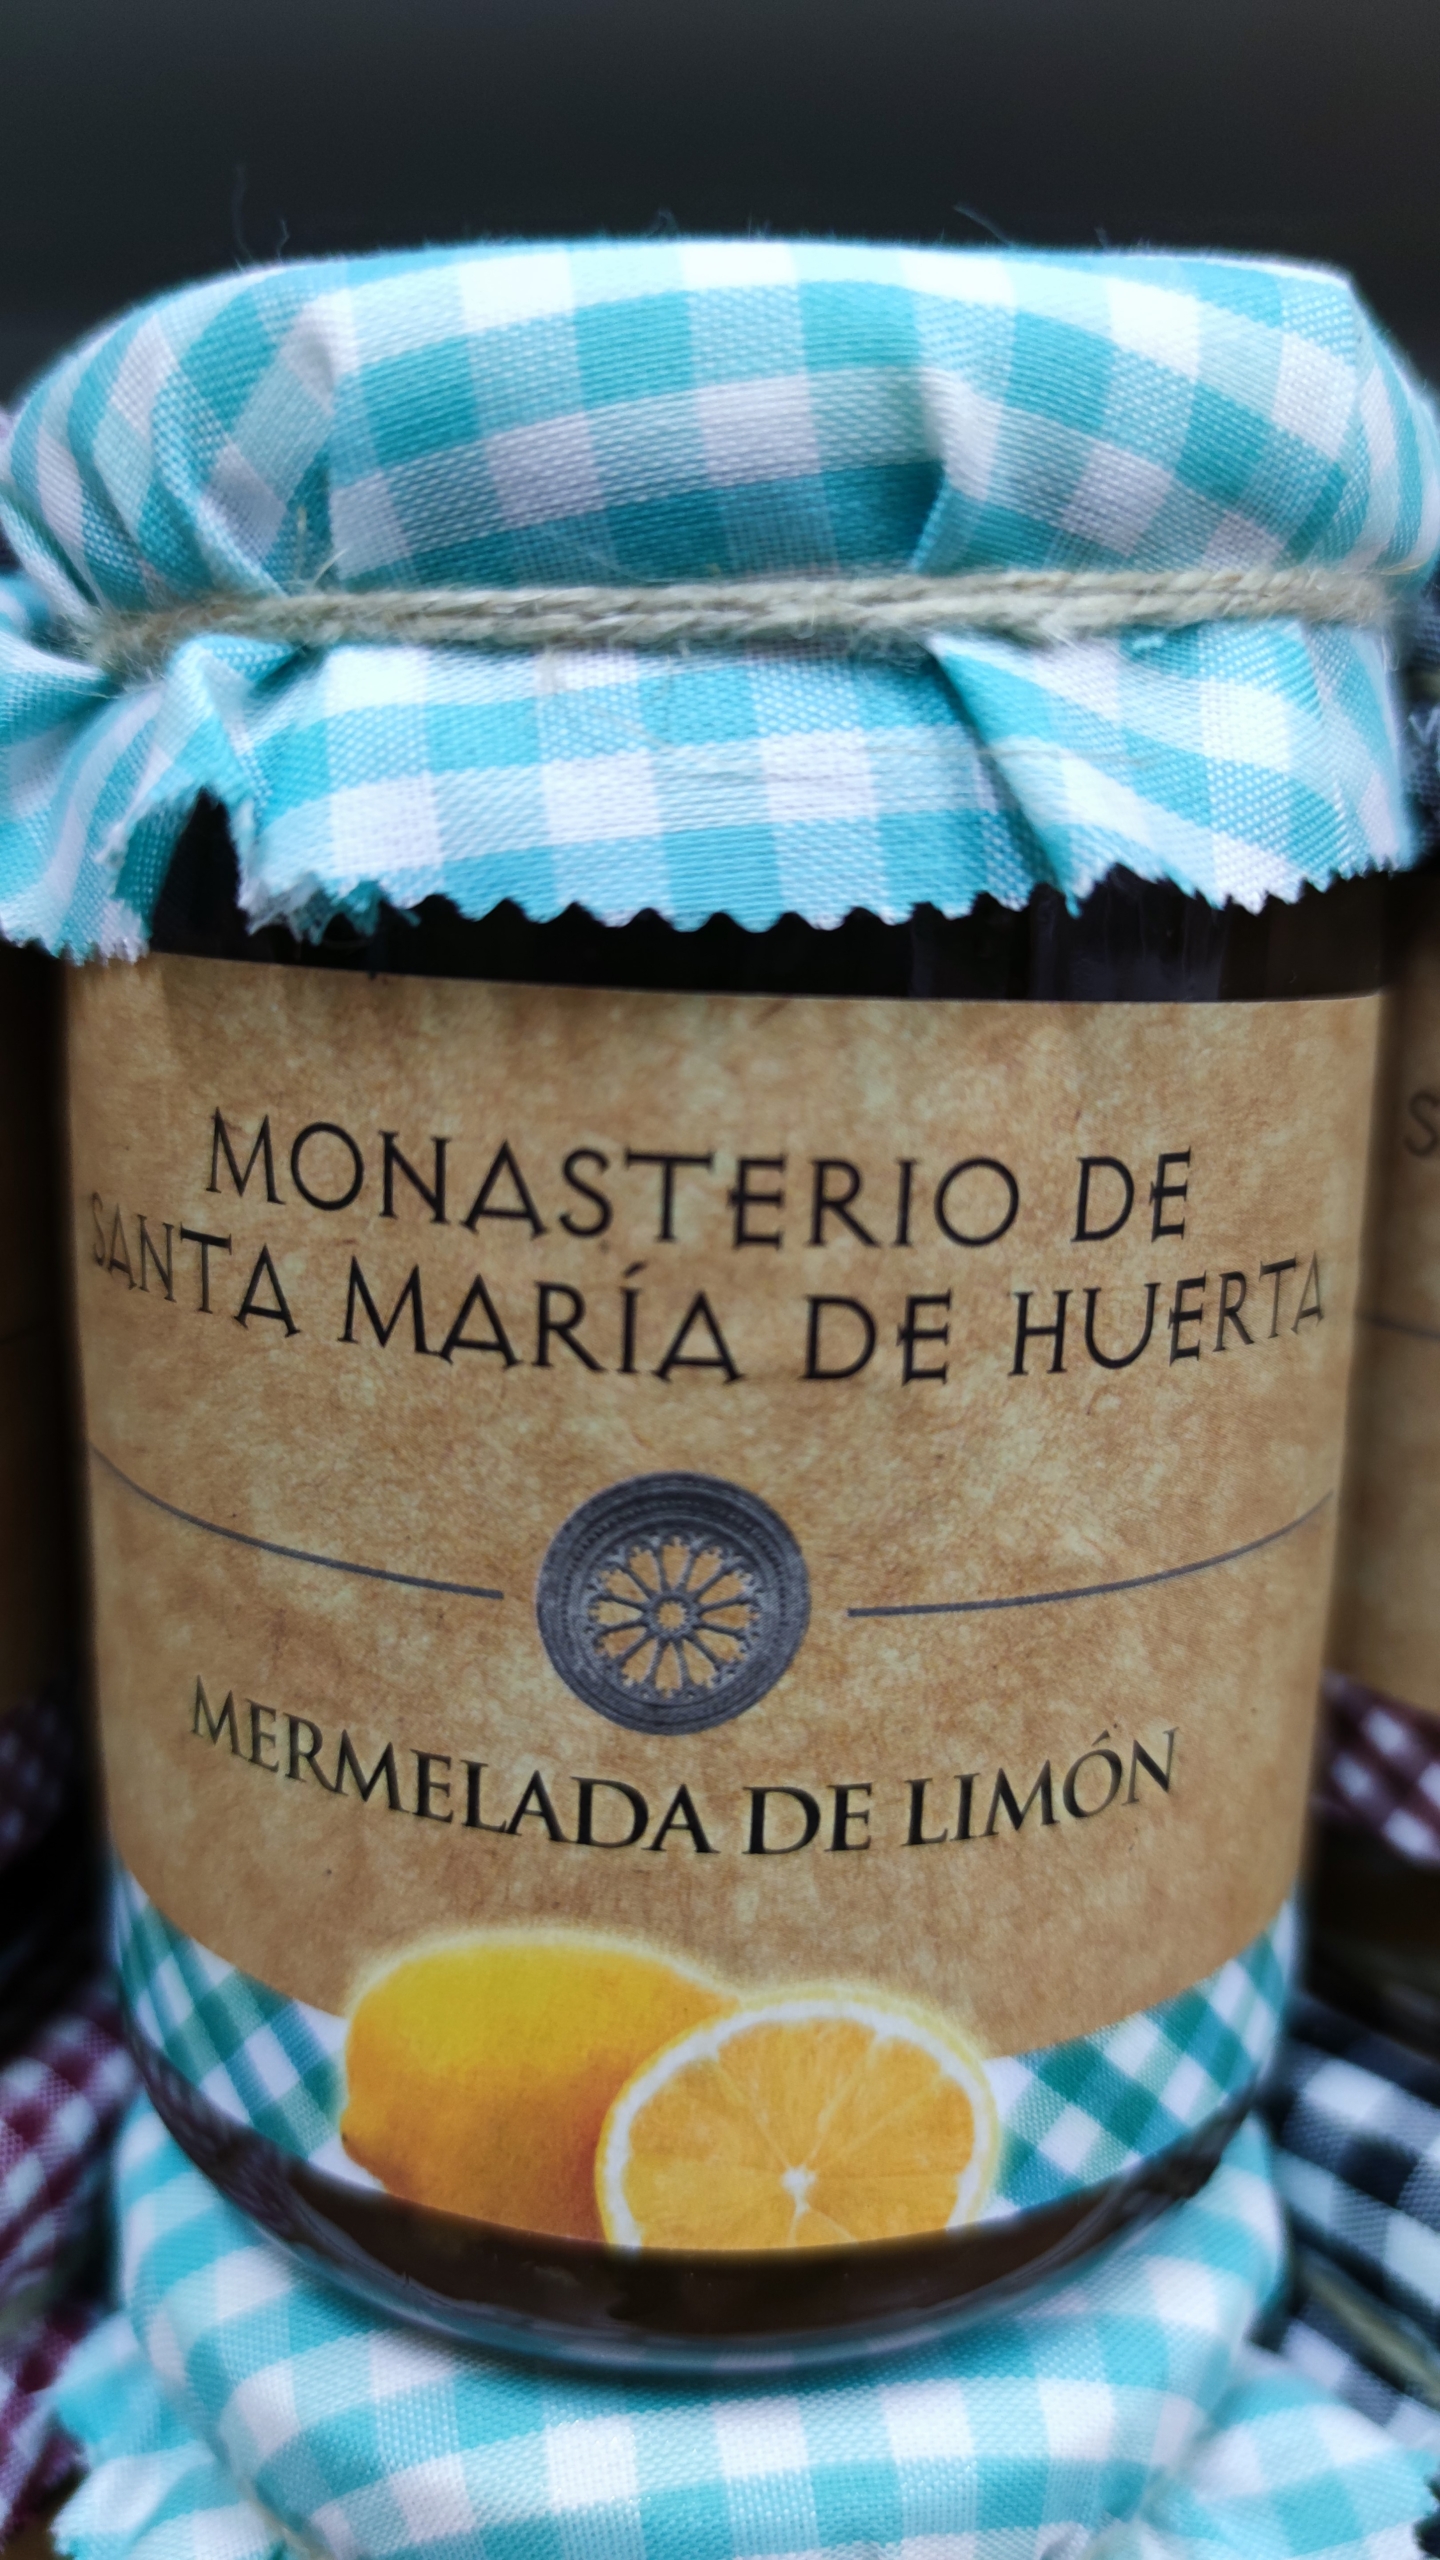 MONASTERIO DE
SANTA MARÍA DE HUERTA
MERMELADA DE LIMÓN
S